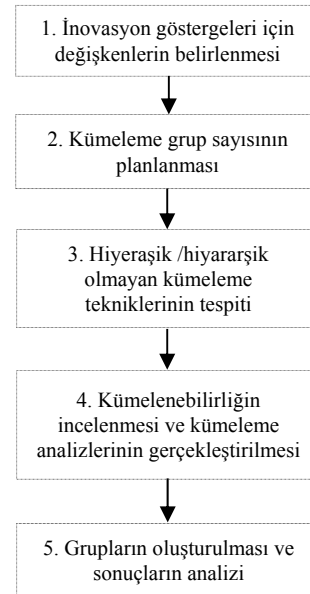 1. İnovasyon göstergeleri için
değişkenlerin belirlenmesi
2. Kümeleme grup sayısının
planlanması
3. Hiyeraşik /hiyararşik
olmayan kümeleme
tekniklerinin tespiti
4. Kümelenebilirliğin
incelenmesi ve kümeleme
analizlerinin gerçekleştirilmesi
5. Grupların oluşturulması ve
sonuçların analizi